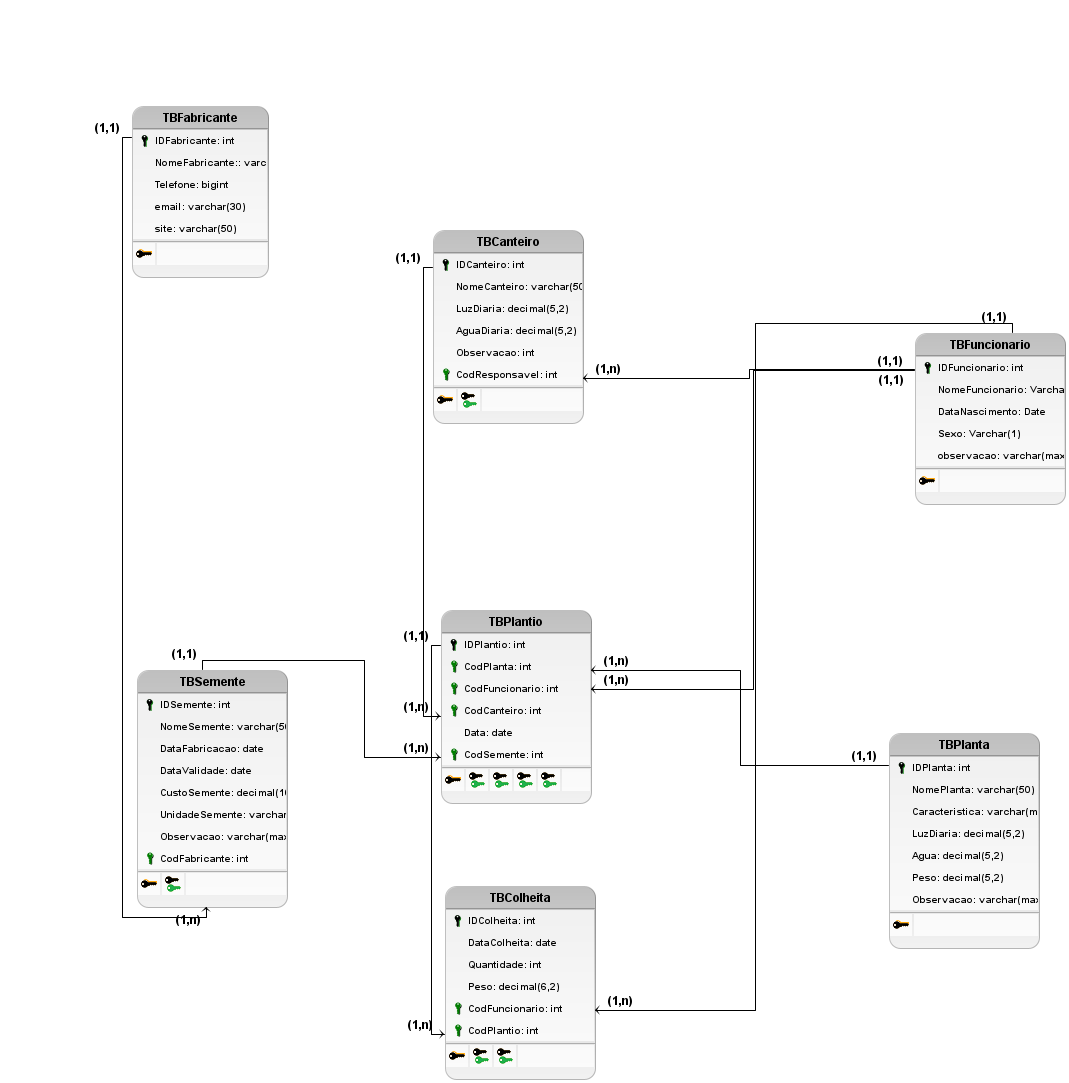 TBFabricante
(1,1)
IDFabricante: int
NomeFabricante:: varc
Telefone: bigint
email: varchar(30)
site: varchar(50)
TBCanteiro
(1,1)
IDCanteiro: int
NomeCanteiro: varchar(50
LuzDiaria: decimal(5,2)
AguaDiaria: decimal(5,2)
Observacao: int
CodResponsavel: int
(1,n)
(1,1)
TBFuncionario
(1,1)
(1,1)
IDFuncionario: int
NomeFuncionario: Varcha
DataNascimento: Date
Sexo: Varchar(1)
observacao: varchar(max
TBPlantio
(1,1)
IDPlantio: int
CodPlanta: int
(1,n)
CodFuncionario: int
(1,n)
(1,n)
CodCanteiro: int
Data: date
(1,n)
CodSemente: int
(1,1)
TBSemente
IDSemente: int
NomeSemente: varchar(50
DataFabricacao: date
DataValidade: date
CustoSemente: decimal(10
UnidadeSemente: varchar
Observacao: varchar(max
CodFabricante: int
(1,n)
TBPlanta
(1,1)
IDPlanta: int
NomePlanta: varchar(50)
Caracteristica: varchar(m
LuzDiaria: decimal(5,2)
Agua: decimal(5,2)
Peso: decimal(5,2)
Observacao: varchar(max
TBColheita
IDColheita: int
DataColheita: date
Quantidade: int
Peso: decimal(6,2)
CodFuncionario: int
(1,n)
(1,n)
CodPlantio: int